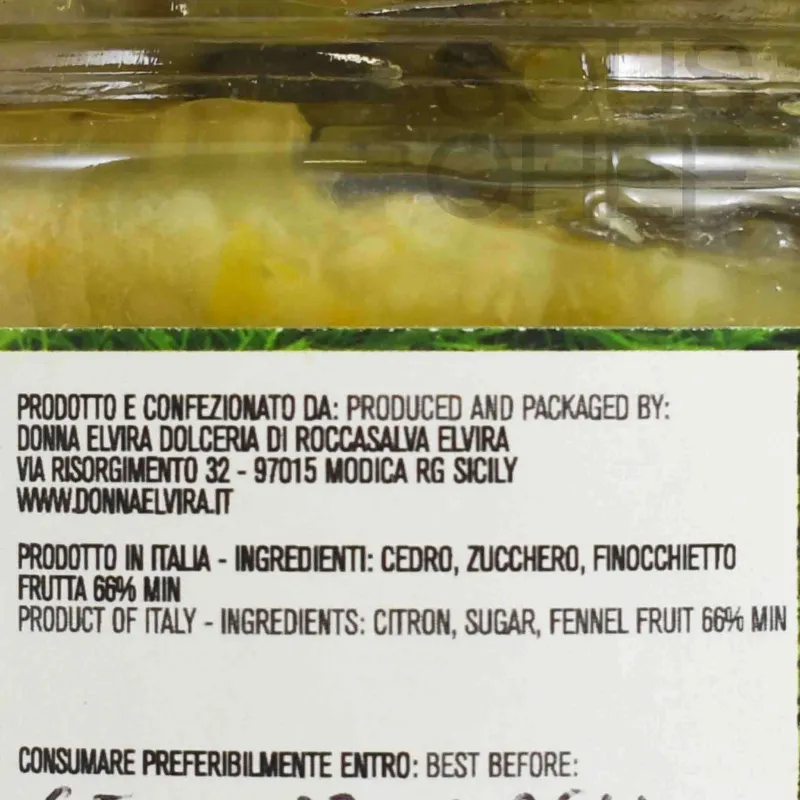 SOUS
CHEF
PRODOTTO E CONFEZIONATO DA: PRODUCED AND PACKAGED BY:
DONNA ELVIRA DOLCERIA DI ROCCASALVA ELVIRA
VIA RISORGIMENTO 32 - 97015 MODICA RG SICILY
WWW.DONNAELVIRA.IT
PRODOTTO IN ITALIA - INGREDIENTI: CEDRO, ZUCCHERO, FINOCCHIETTO
FRUTTA 66% MIN
PRODUCT OF ITALY - INGREDIENTS: CITRON, SUGAR, FENNEL FRUIT 66% MIN
CONSUMARE PREFERIBILMENTE ENTRO: BEST BEFORE: